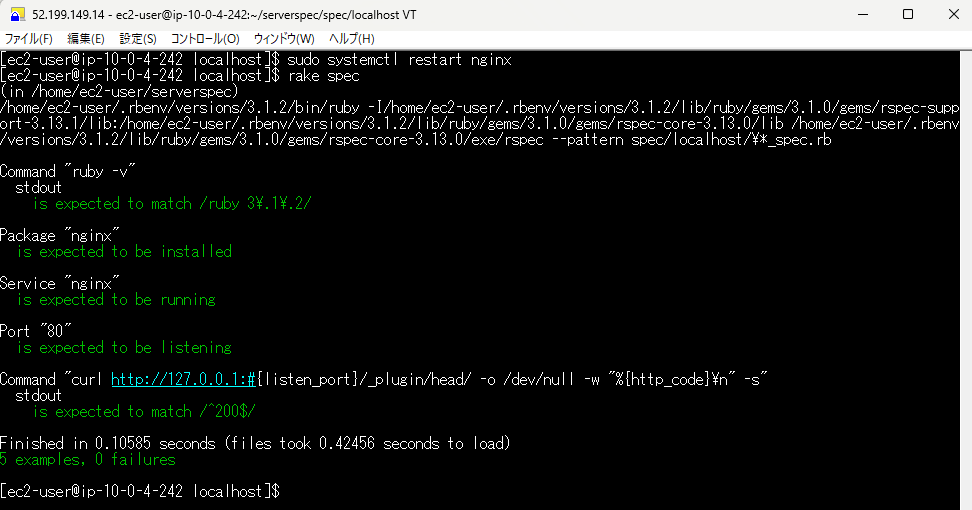 52.199.149.14 - ec2-user@ip-10-0-4-242:~/serverspec/spec/localhost VT
ファイル(F) 編集(E) 設定(S) コントロール(O) ウィンドウ(W) ヘルプ(H)
[ec2-user@ip-10-0-4-242 localhost]$ sudo systemctl restart nginx
[ec2-user@ip-10-0-4-242 localhost]$ rake spec
(in /home/ec2-user/serverspec)
/home/ec2-user/.rbenv/versions/3.1.2/bin/ruby -I/home/ec2-user/.rbenv/versions/3.1.2/lib/ruby/gems/3.1.0/gems/rspec-supp
ort-3.13.1/lib:/home/ec2-user/.rbenv/versions/3.1.2/lib/ruby/gems/3.1.0/gems/rspec-core-3.13.0/lib /home/ec2-user/.rbenv
/versions/3.1.2/lib/ruby/gems/3.1.0/gems/rspec-core-3.13.0/exe/rspec --pattern spec/localhost/¥*_spec.rb
Command "ruby -v"
stdout
is expected to match /ruby 3¥.1¥.2/
Package "nginx"
is expected to be installed
Service "nginx"
is expected to be running
Port "80"
is expected to be listening
Command "curl http://127.0.0.1:#{listen_port}/_plugin/head/ -o /dev/null -w "%{http_code}¥n" -s"
stdout
is expected to match /^200$/
Finished in 0.10585 seconds (files took 0.42456 seconds to load)
5 examples, 0 failures
[ec2-user@ip-10-0-4-242 localhost]$